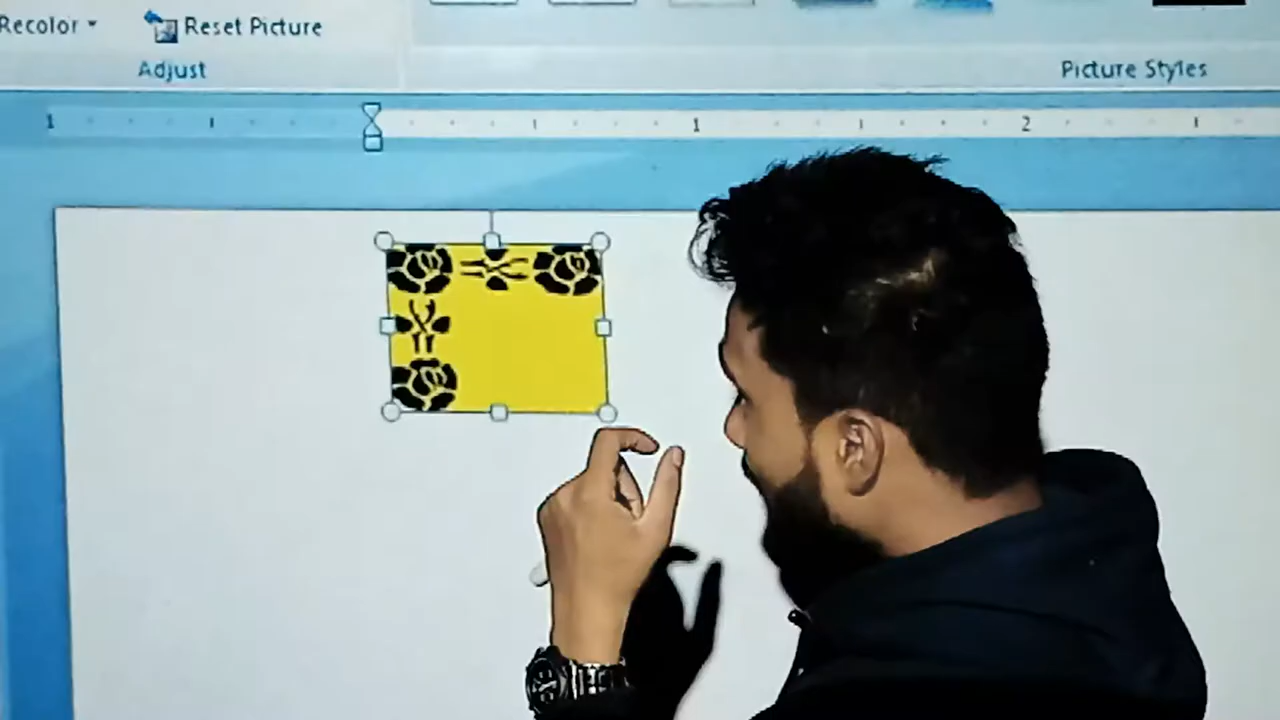 Recolor
Reset Picture
Adjust
Picture Styles
1 1 2